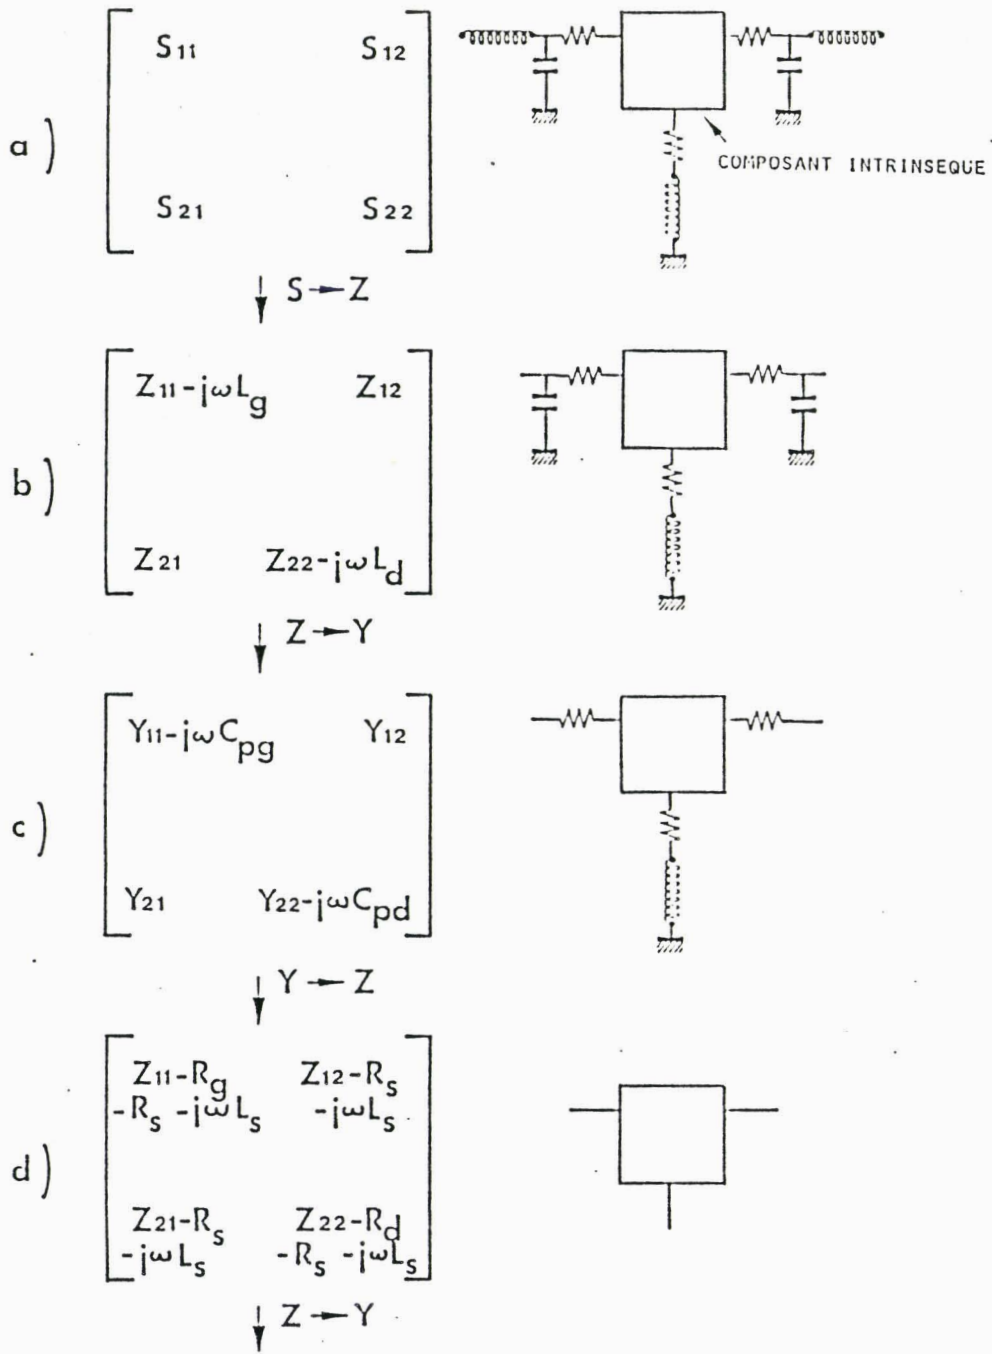 S11 S12
COMPOSANT INTRINSEQUE
a)
S21 S22
S → Z
Z11-jωLg Z12
b)
Z21 Z22-jωLd
Z → Y
Y11-jωCpg Y12
c)
Y21 Y22-jωCpd
Y → Z
Z11-Rg Z12-Rs
-Rs -jωLs -jωLs
d)
Z21-Rs Z22-Rd
-jωLs -Rs -jωLs
Z → Y